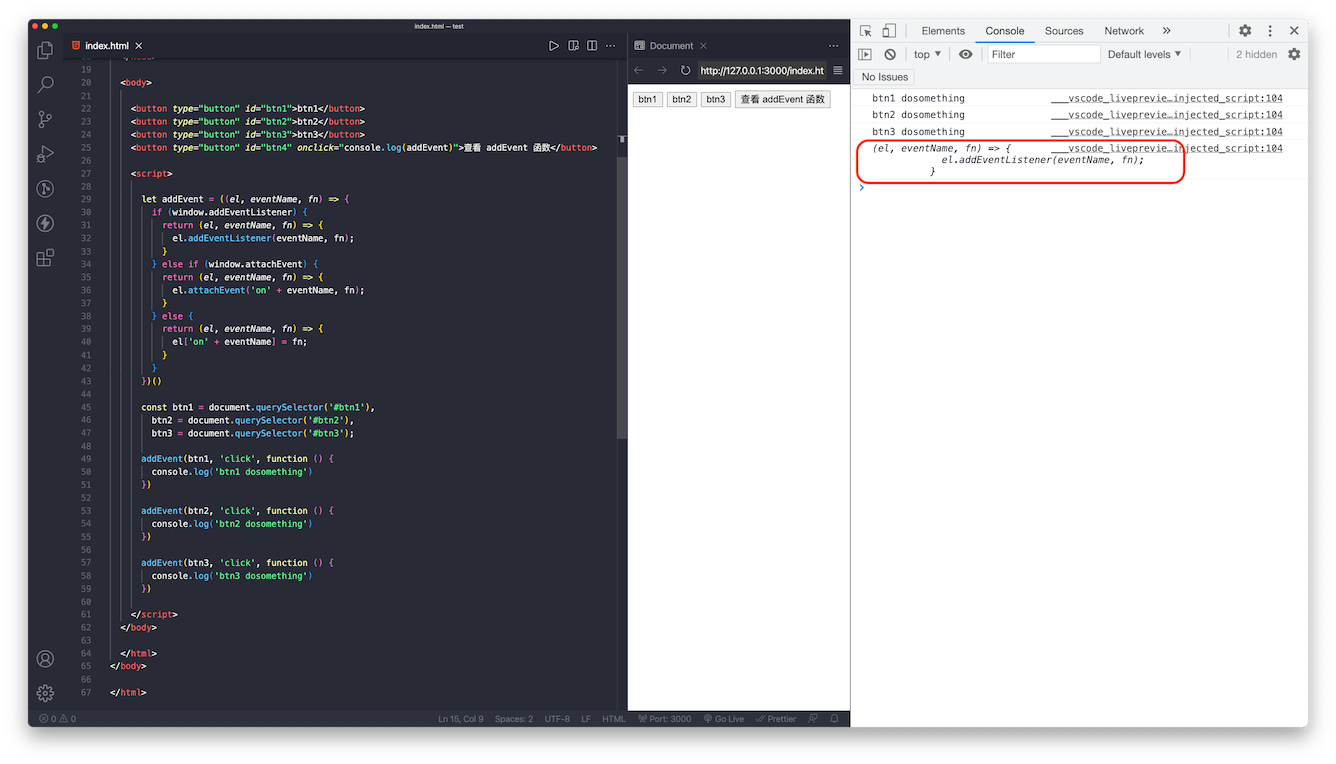 index.html — test
index.html
19
20 <body>
21
22 <button type="button" id="btn1">btn1</button>
23 <button type="button" id="btn2">btn2</button>
24 <button type="button" id="btn3">btn3</button>
25 <button type="button" id="btn4" onclick="console.log(addEvent)">查看 addEvent 函数</button>
26
27 <script>
28
29 let addEvent = ((el, eventName, fn) => {
30 if (window.addEventListener) {
31 return (el, eventName, fn) => {
32 el.addEventListener(eventName, fn);
33 }
34 } else if (window.attachEvent) {
35 return (el, eventName, fn) => {
36 el.attachEvent('on' + eventName, fn);
37 }
38 } else {
39 return (el, eventName, fn) => {
40 el['on' + eventName] = fn;
41 }
42 }
43 })()
44
45 const btn1 = document.querySelector('#btn1'),
46 btn2 = document.querySelector('#btn2'),
47 btn3 = document.querySelector('#btn3');
48
49 addEvent(btn1, 'click', function () {
50 console.log('btn1 dosomething')
51 })
52
53 addEvent(btn2, 'click', function () {
54 console.log('btn2 dosomething')
55 })
56
57 addEvent(btn3, 'click', function () {
58 console.log('btn3 dosomething')
59 })
60
61 </script>
62 </body>
63
64 </html>
65 </body>
66
67 </html>
Document
http://127.0.0.1:3000/index.ht
btn1 btn2 btn3 查看 addEvent 函数
Elements Console Sources Network
top Filter Default levels 2 hidden
No Issues
btn1 dosomething ___vscode_liveprevie…injected_script:104
btn2 dosomething ___vscode_liveprevie…injected_script:104
btn3 dosomething ___vscode_liveprevie…injected_script:104
(el, eventName, fn) => { ___vscode_liveprevie…injected_script:104
el.addEventListener(eventName, fn);
}
0 0 Ln 15, Col 9 Spaces: 2 UTF-8 LF HTML Port: 3000 Go Live Prettier